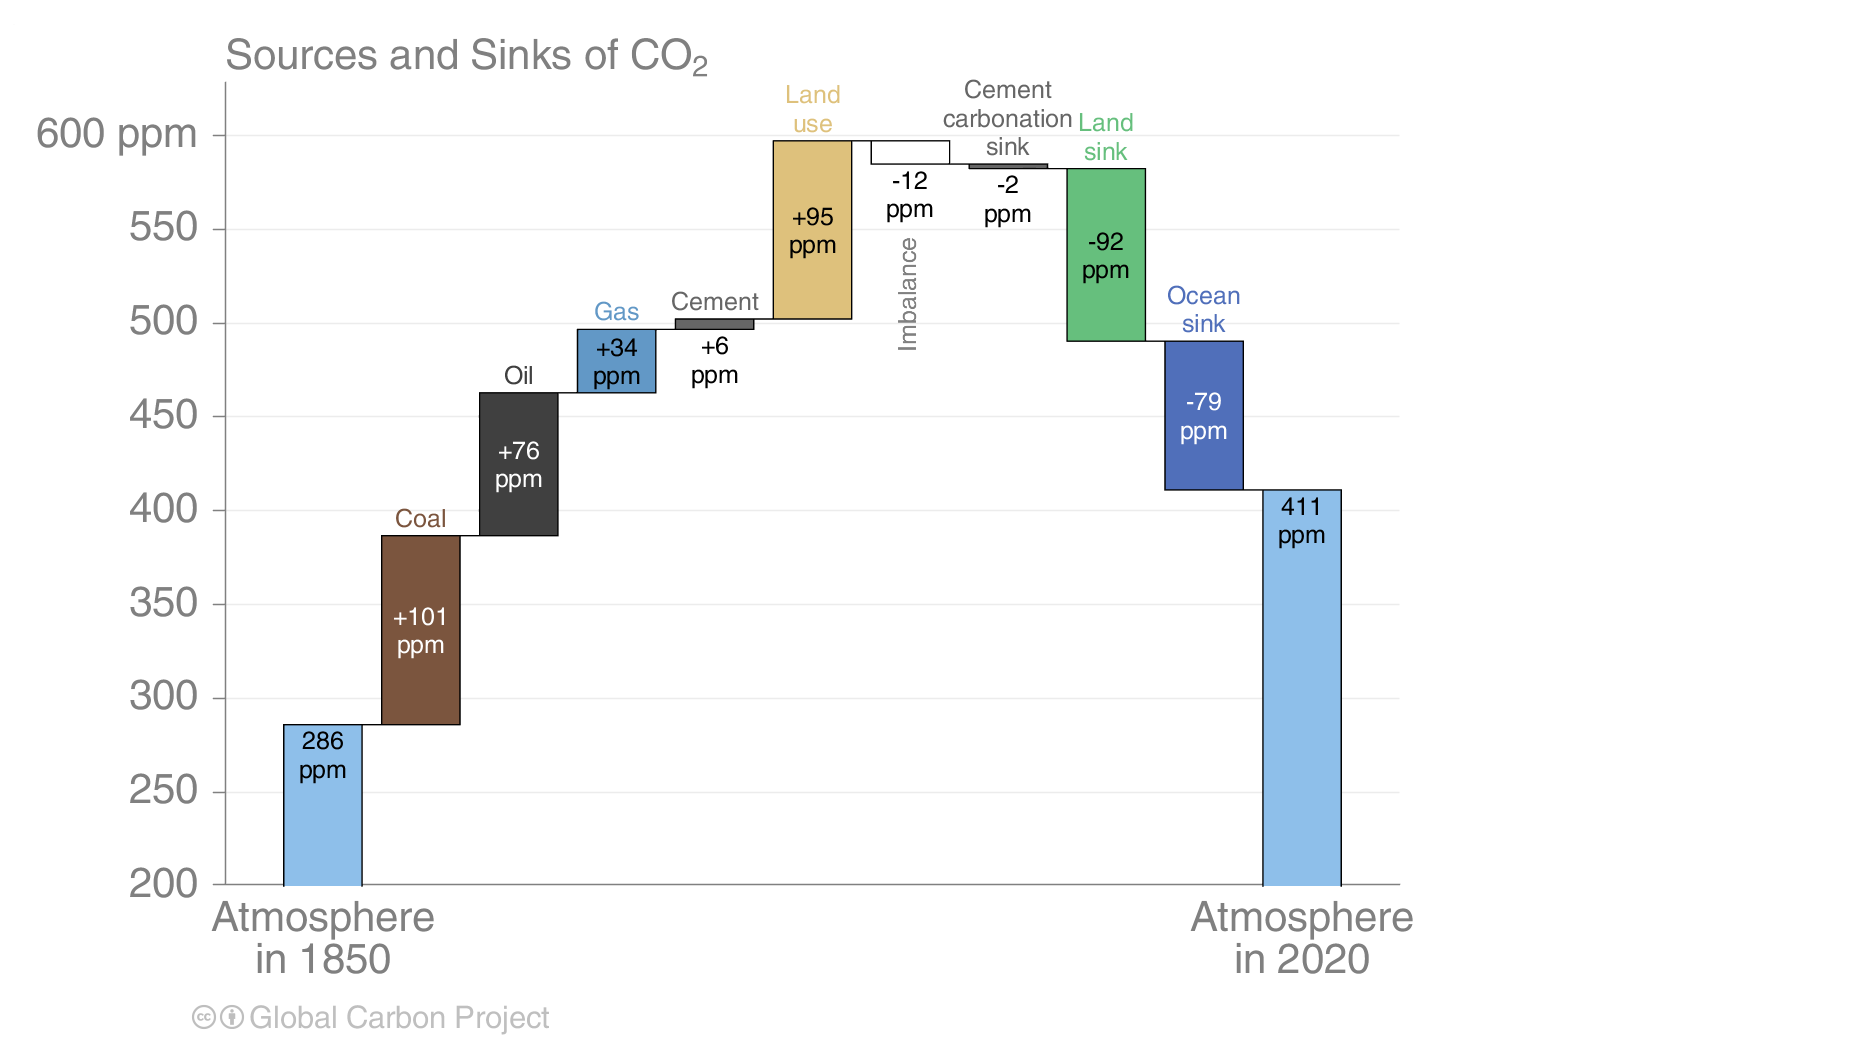 Sources and Sinks of CO₂
600 ppm
550
500
450
400
350
300
250
200
286
ppm
Coal
+101
ppm
Oil
+76
ppm
Gas
+34
ppm
Cement
+6
ppm
Land
use
+95
ppm
-12
ppm
Imbalance
Cement
carbonation
sink
-2
ppm
Land
sink
-92
ppm
Ocean
sink
-79
ppm
411
ppm
Atmosphere
in 1850
Atmosphere
in 2020
cc Global Carbon Project